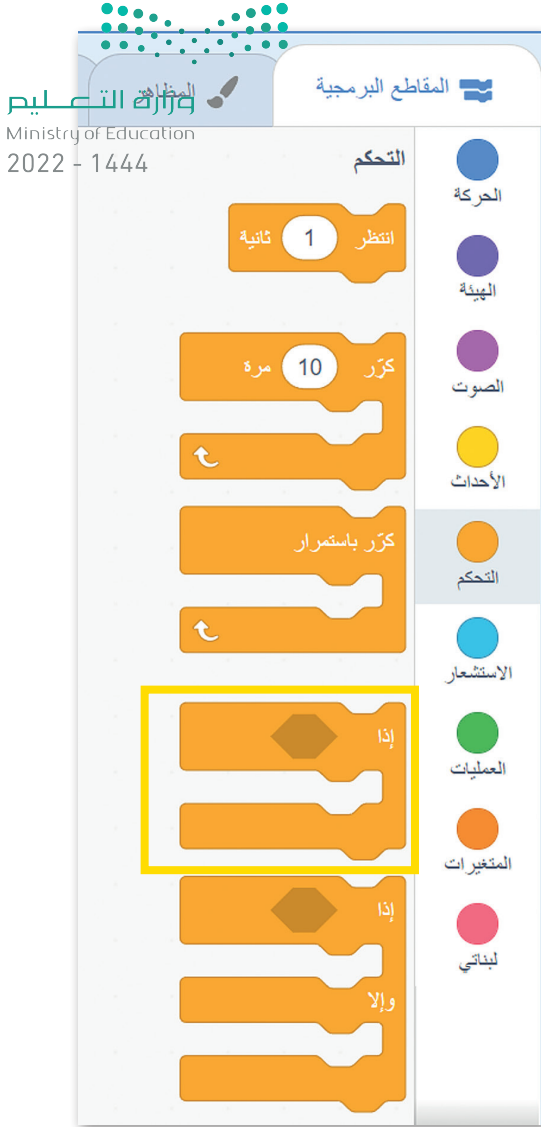 المقاطع البرمجية
المظاهر
وزارة التعليم
Ministry of Education
2022 - 1444
الحركة
الهيئة
الصوت
الأحداث
التحكم
الاستشعار
العمليات
المتغيرات
لبناتي
التحكم
انتظر 1 ثانية
كرّر 10 مرة
كرّر باستمرار
إذا
إذا
وإلا